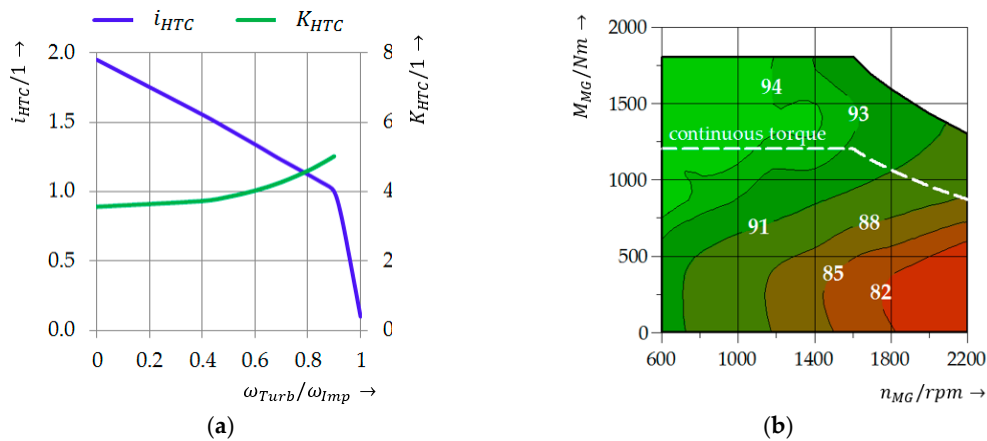 i_HTC K_HTC
i_HTC/1 →
2.0
1.5
1.0
0.5
0.0
K_HTC/1 →
8
6
4
2
0
0 0.2 0.4 0.6 0.8 1
ω_Turb/ω_Imp →
(a)
M_MG/Nm →
2000
1500
1000
500
0
94
93
continuous torque
91
88
85
82
600 1000 1400 1800 2200
n_MG/rpm →
(b)